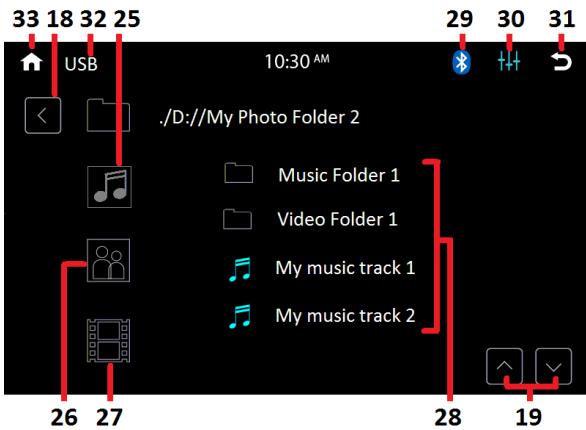 33 18 32 25 29 30 31
USB 10:30 AM
./D://My Photo Folder 2
Music Folder 1
Video Folder 1
My music track 1
My music track 2
26 27 28 19